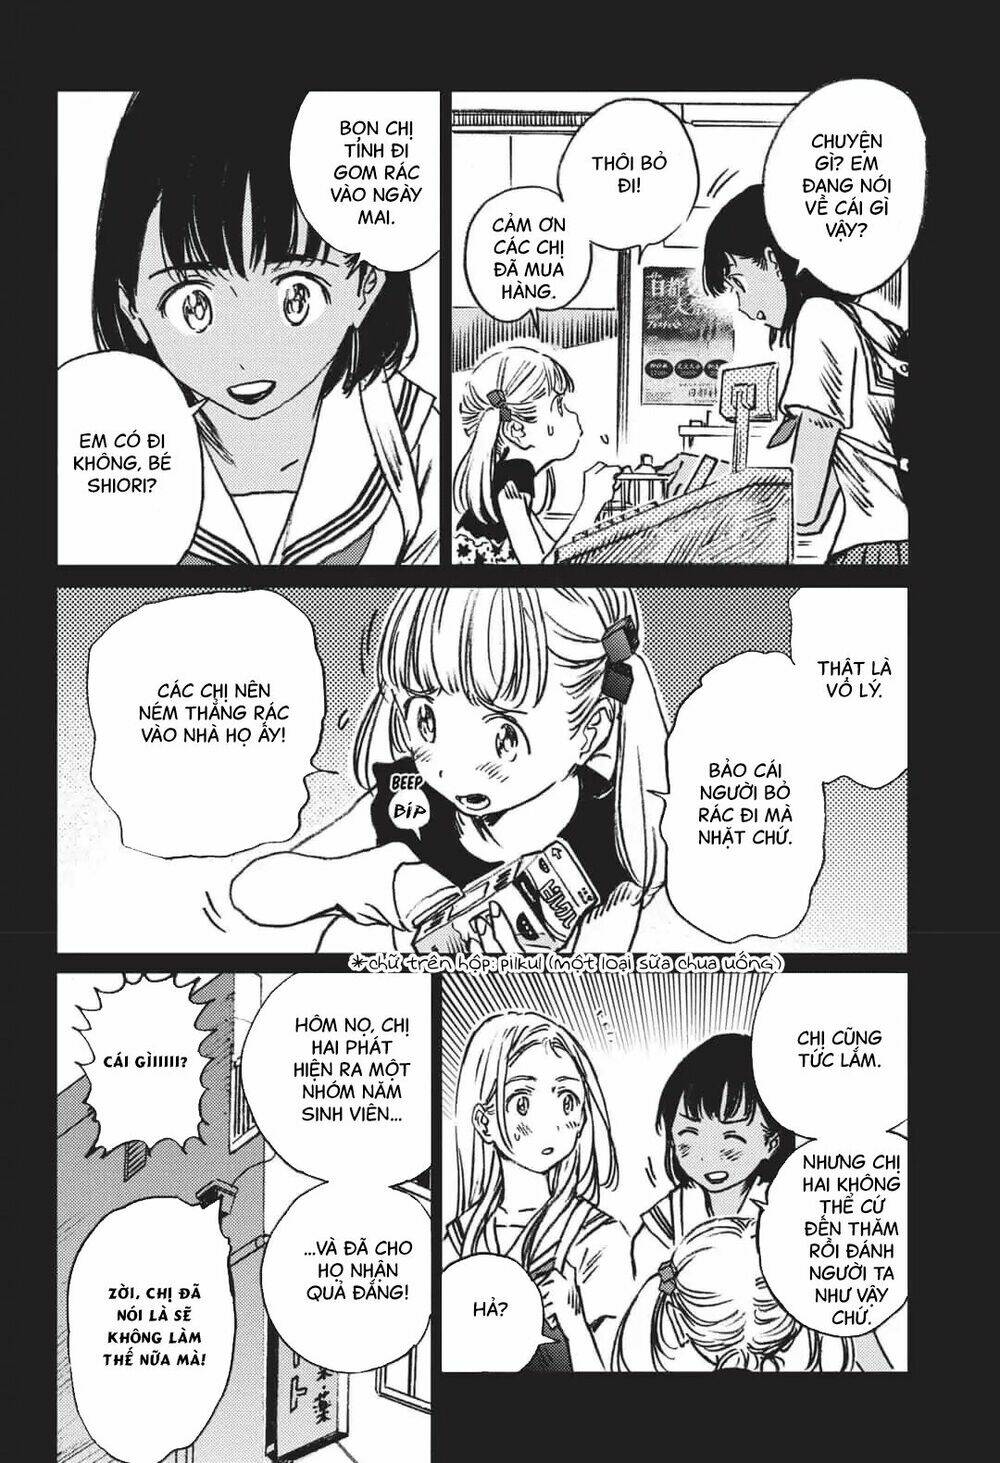 CHUYỆN
GÌ? EM
ĐANG NÓI
VỀ CÁI GÌ
VẬY?
THÔI BỎ
ĐI!
CẢM ƠN
CÁC CHỊ
ĐÃ MUA
HÀNG.
BỌN CHỊ
TÍNH ĐI
GOM RÁC
VÀO NGÀY
MAI.
EM CÓ ĐI
KHÔNG, BÉ
SHIORI?
THẬT LÀ
VÔ LÝ.
BẢO CÁI
NGƯỜI BỎ
RÁC ĐI MÀ
NHẶT CHỨ.
CÁC CHỊ NÊN
NÉM THẲNG RÁC
VÀO NHÀ HỌ ẤY!
BEEP
BÍP
*chữ trên hộp: pilkul (một loại sữa chua uống)
CHỊ CŨNG
TỨC LẮM.
NHƯNG CHỊ
HAI KHÔNG
THỂ CỨ
ĐẾN THĂM
RỒI ĐÁNH
NGƯỜI TA
NHƯ VẬY
CHỨ.
HẢ?
HÔM NỌ, CHỊ
HAI PHÁT
HIỆN RA MỘT
NHÓM NĂM
SINH VIÊN...
...VÀ ĐÃ CHO
HỌ NHẬN
QUẢ ĐẮNG!
CÁI GÌIIIII?
ZỜI, CHỊ ĐÃ
NÓI LÀ SẼ
KHÔNG LÀM
THẾ NỮA MÀ!